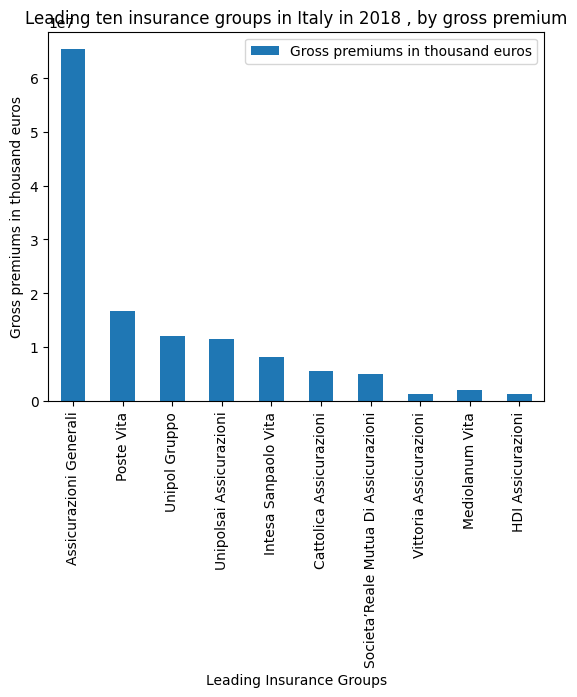 Leading ten insurance groups in Italy in 2018 , by gross premium
1e7
Gross premiums in thousand euros
Gross premiums in thousand euros
6
5
4
3
2
1
0
Assicurazioni Generali
Poste Vita
Unipol Gruppo
Unipolsai Assicurazioni
Intesa Sanpaolo Vita
Cattolica Assicurazioni
Societa'Reale Mutua Di Assicurazioni
Vittoria Assicurazioni
Mediolanum Vita
HDI Assicurazioni
Leading Insurance Groups